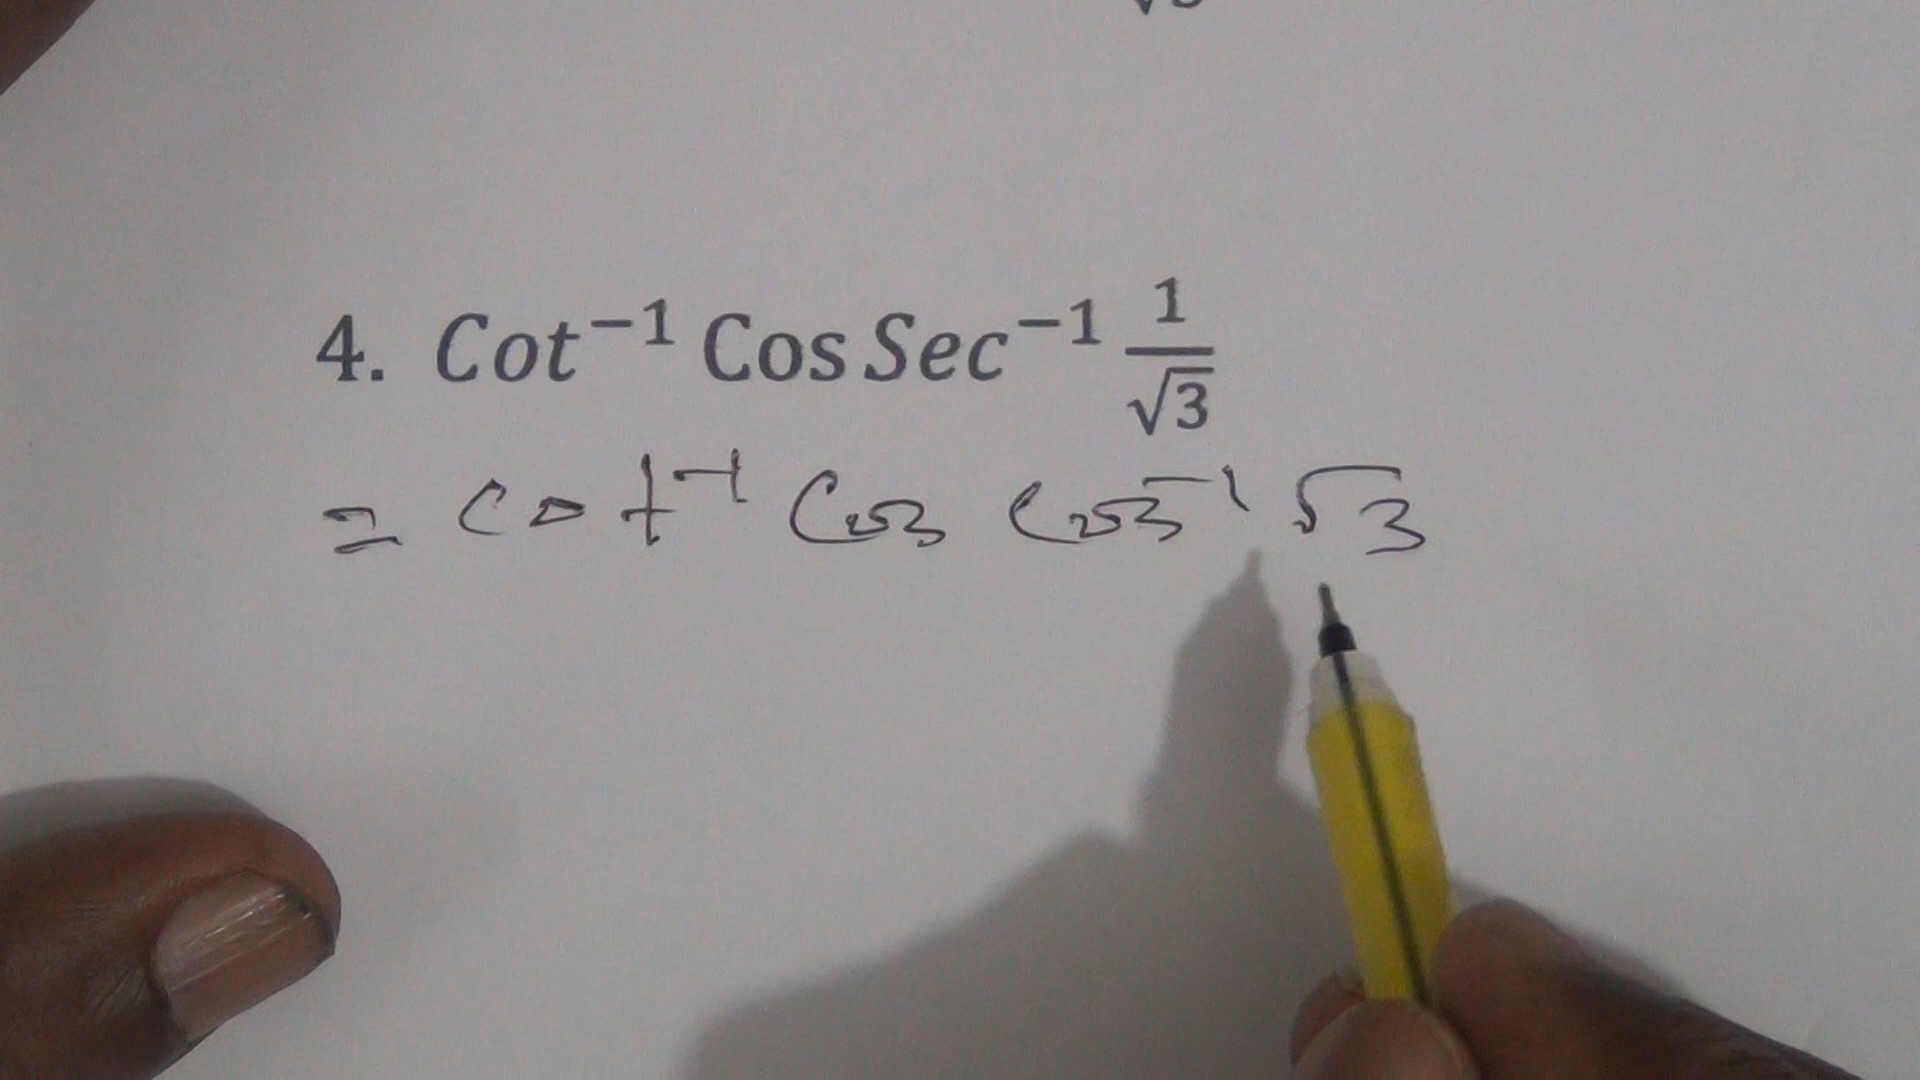 4. Cot⁻¹ Cos Sec⁻¹ 1/√3
= cot⁻¹ Cos Cos⁻¹ √3